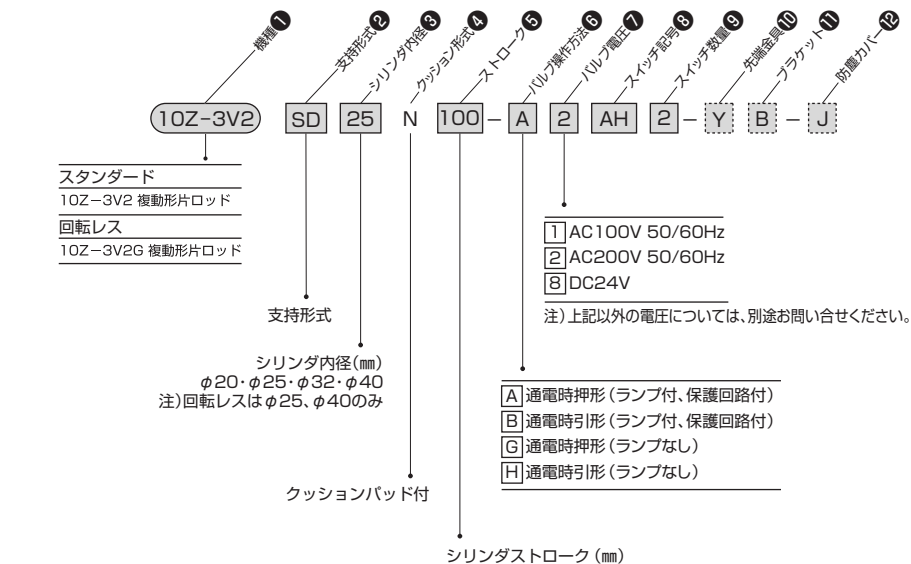 機種❶
支持形式❷
シリンダ内径❸
クッション形式❹
ストローク❺
バルブ操作方法❻
バルブ電圧❼
スイッチ記号❽
スイッチ数量❾
先端金具❿
ブラケット⓫
防塵カバー⓬
10Z-3V2 SD 25 N 100 - A 2 AH 2 - Y B - J
スタンダード
10Z-3V2 複動形片ロッド
回転レス
10Z-3V2G 複動形片ロッド
1 AC100V 50/60Hz
2 AC200V 50/60Hz
8 DC24V
注)上記以外の電圧については、別途お問い合せください。
支持形式
シリンダ内径(㎜)
φ20・φ25・φ32・φ40
注)回転レスはφ25、φ40のみ
A 通電時押形(ランプ付、保護回路付)
B 通電時引形(ランプ付、保護回路付)
G 通電時押形(ランプなし)
H 通電時引形(ランプなし)
クッションパッド付
シリンダストローク(㎜)